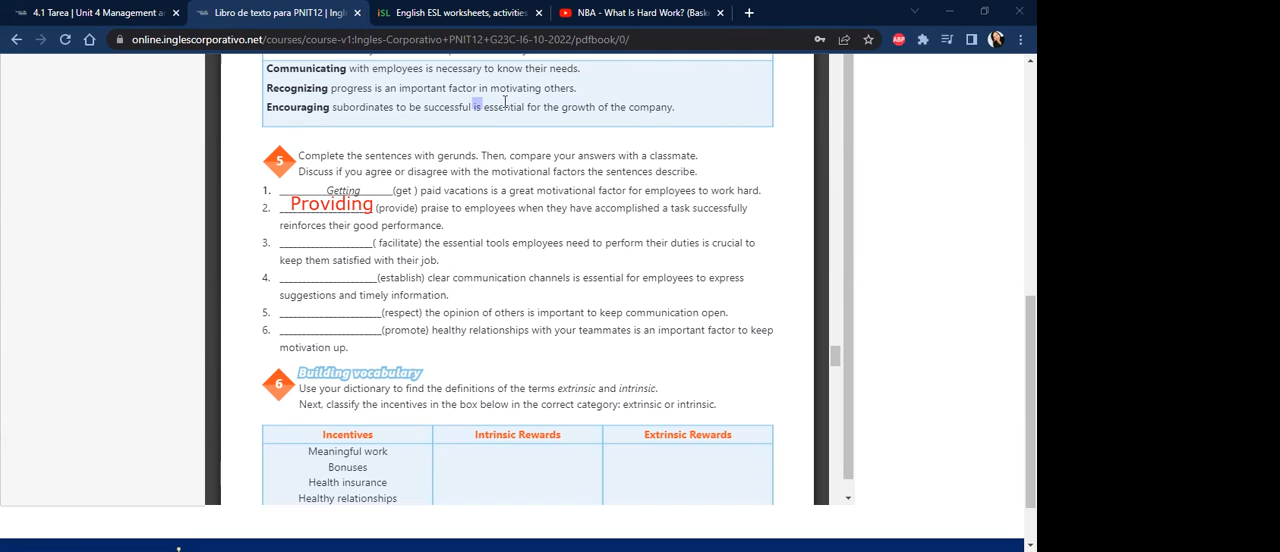 4.1 Tarea | Unit 4 Management an
Libro de texto para PNIT12 | Ingl
English ESL worksheets, activities
NBA - What Is Hard Work? (Bask
online.inglescorporativo.net/courses/course-v1:Ingles-Corporativo+PNIT12+G23C-I6-10-2022/pdfbook/0/
Communicating with employees is necessary to know their needs.
Recognizing progress is an important factor in motivating others.
Encouraging subordinates to be successful is essential for the growth of the company.
5 Complete the sentences with gerunds. Then, compare your answers with a classmate.
Discuss if you agree or disagree with the motivational factors the sentences describe.
1. __________Getting______(get ) paid vacations is a great motivational factor for employees to work hard.
2. Providing (provide) praise to employees when they have accomplished a task successfully
reinforces their good performance.
3. ____________________( facilitate) the essential tools employees need to perform their duties is crucial to
keep them satisfied with their job.
4. _____________________(establish) clear communication channels is essential for employees to express
suggestions and timely information.
5. ______________________(respect) the opinion of others is important to keep communication open.
6. ______________________(promote) healthy relationships with your teammates is an important factor to keep
motivation up.
Building vocabulary
6 Use your dictionary to find the definitions of the terms extrinsic and intrinsic.
Next, classify the incentives in the box below in the correct category: extrinsic or intrinsic.
Incentives Intrinsic Rewards Extrinsic Rewards
Meaningful work
Bonuses
Health insurance
Healthy relationships